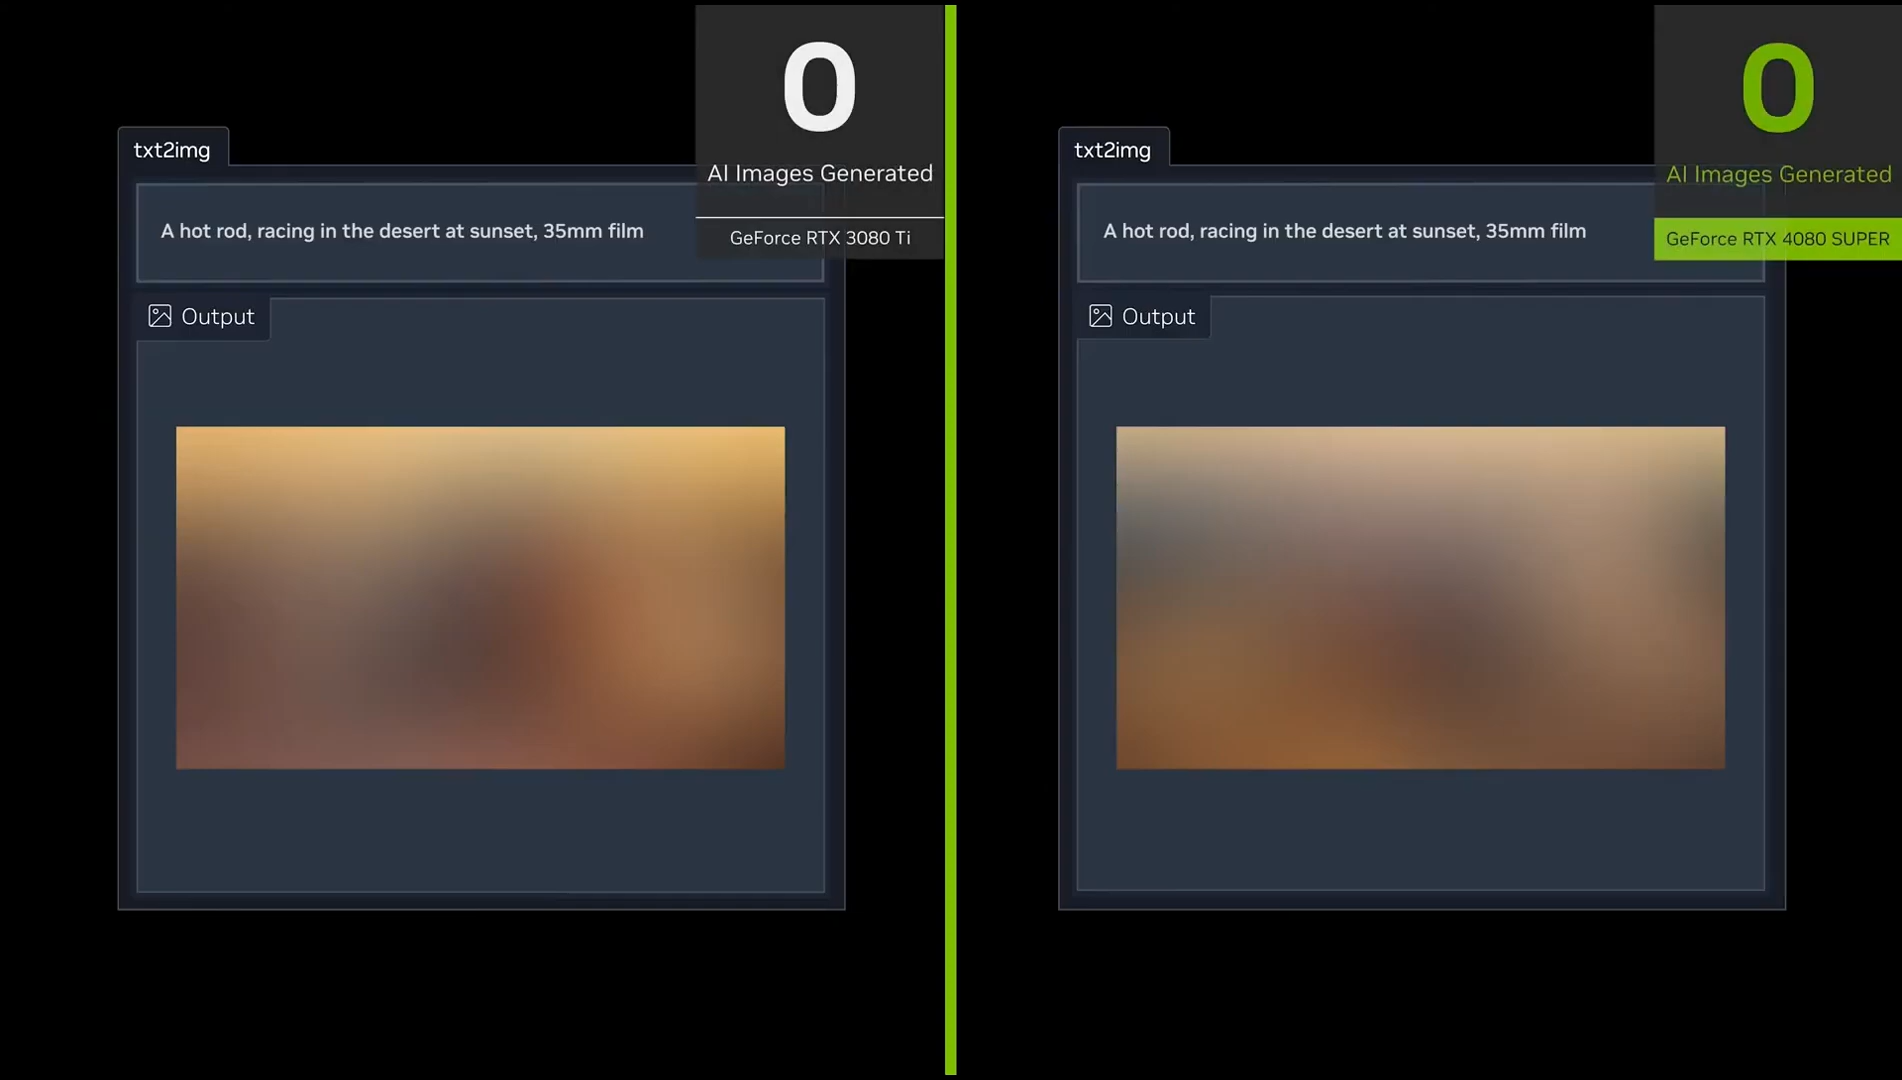 0
AI Images Generated
GeForce RTX 3080 Ti
txt2img
A hot rod, racing in the desert at sunset, 35mm film
Output
0
AI Images Generated
GeForce RTX 4080 SUPER
txt2img
A hot rod, racing in the desert at sunset, 35mm film
Output